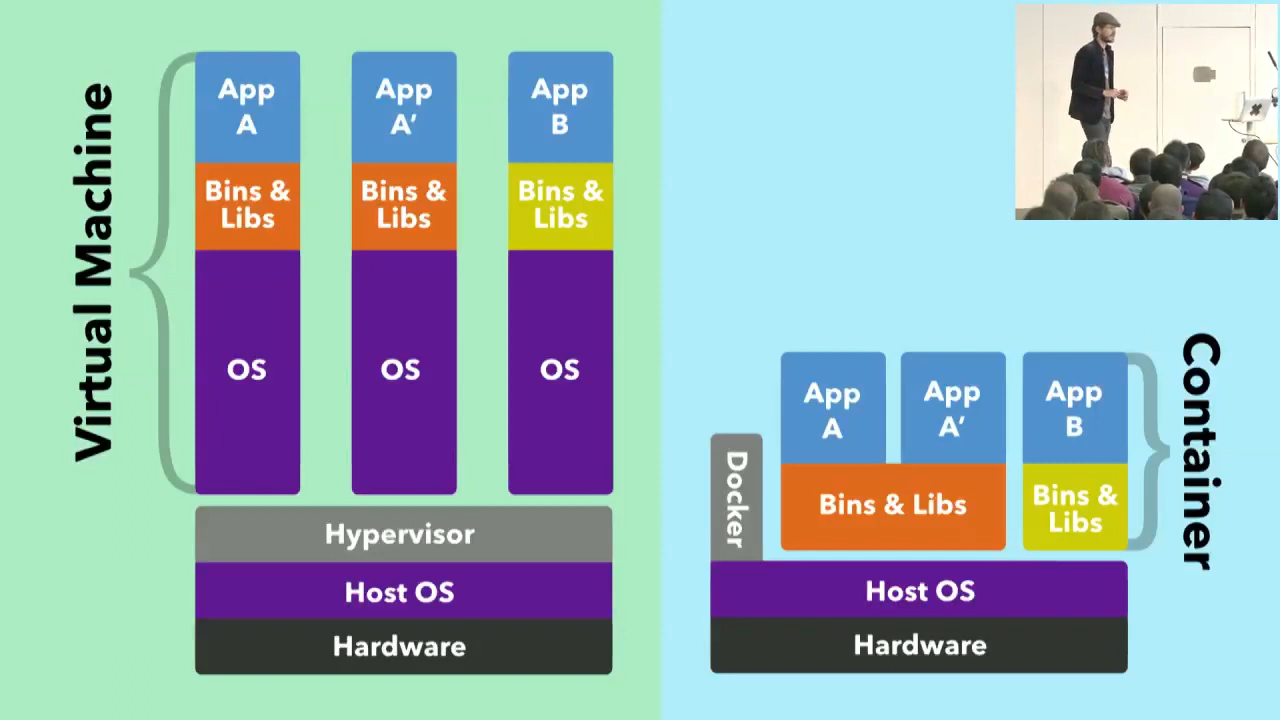 Virtual Machine
App
A
App
A’
App
B
Bins &
Libs
Bins &
Libs
Bins &
Libs
OS
OS
OS
Hypervisor
Host OS
Hardware
Container
App
A
App
A’
App
B
Docker
Bins & Libs
Bins &
Libs
Host OS
Hardware